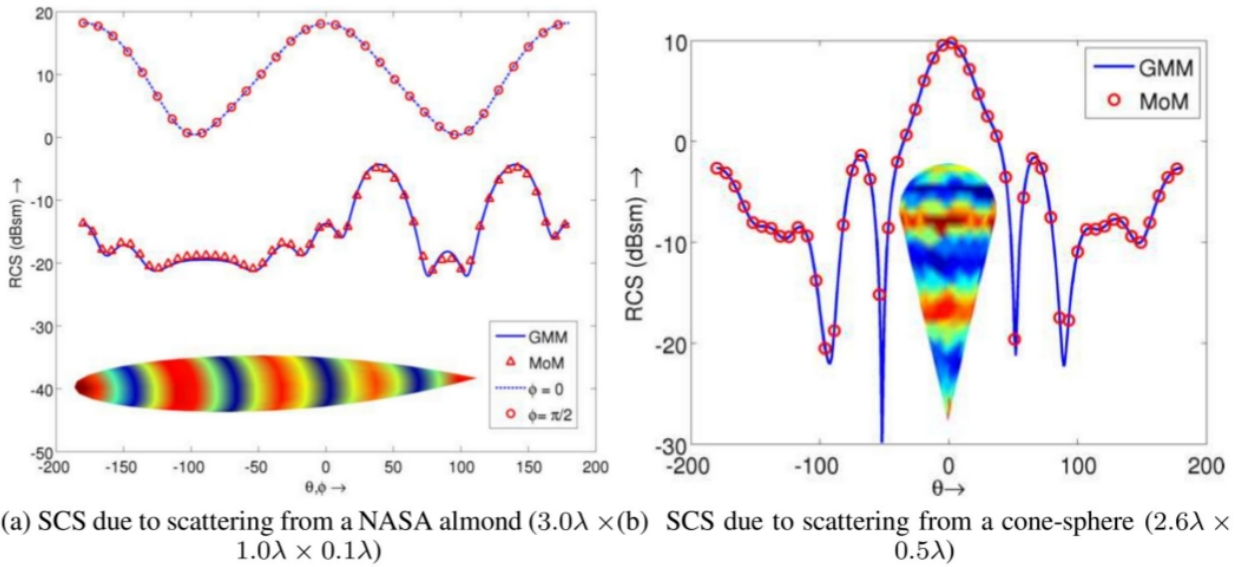 20
10
0
-10
-20
-30
-40
-50
-200 -150 -100 -50 0 50 100 150 200
RCS (dBsm) →
θ,φ →
GMM
MoM
φ = 0
φ= π/2
10
0
-10
-20
-30
-200 -100 0 100 200
RCS (dBsm) →
θ→
GMM
MoM
(a) SCS due to scattering from a NASA almond (3.0λ ×
1.0λ × 0.1λ)
(b) SCS due to scattering from a cone-sphere (2.6λ ×
0.5λ)